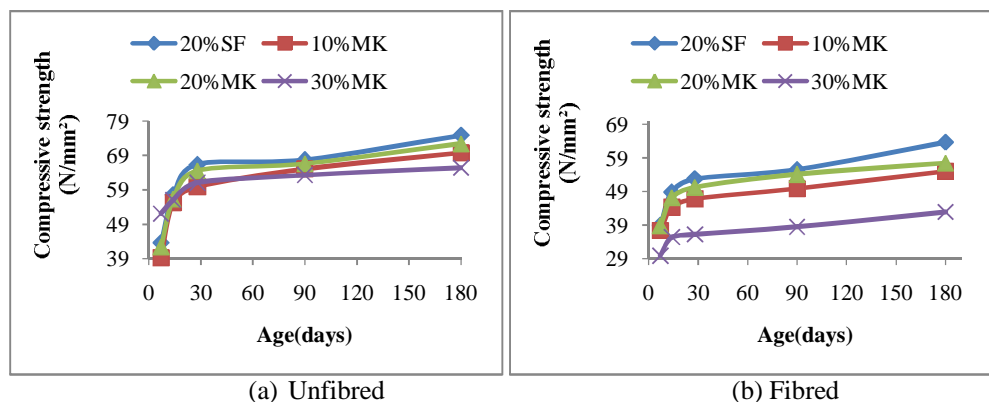 20%SF 10%MK
20%MK 30%MK
Compressive strength
(N/mm²)
79
69
59
49
39
0 30 60 90 120 150 180
Age(days)
(a) Unfibred
20%SF 10%MK
20%MK 30%MK
Compressive strength
(N/mm²)
69
59
49
39
29
0 30 60 90 120 150 180
Age(days)
(b) Fibred